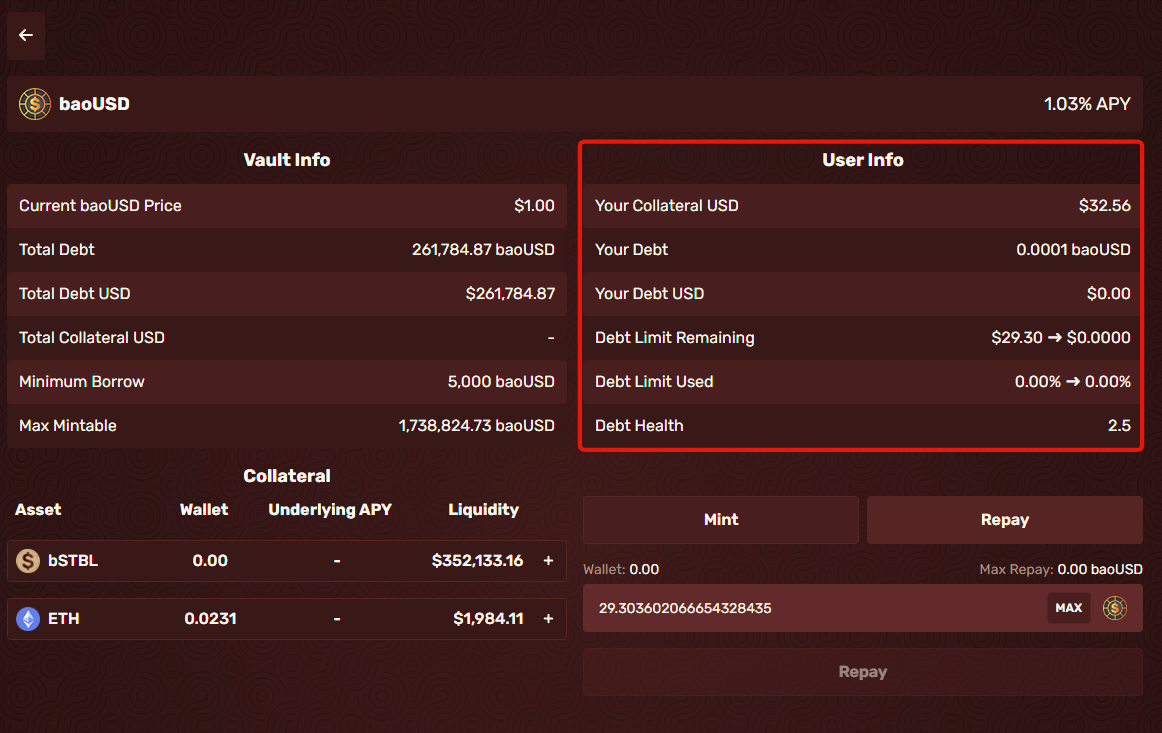 baoUSD 1.03% APY
Vault Info
Current baoUSD Price $1.00
Total Debt 261,784.87 baoUSD
Total Debt USD $261,784.87
Total Collateral USD -
Minimum Borrow 5,000 baoUSD
Max Mintable 1,738,824.73 baoUSD
User Info
Your Collateral USD $32.56
Your Debt 0.0001 baoUSD
Your Debt USD $0.00
Debt Limit Remaining $29.30 → $0.0000
Debt Limit Used 0.00% → 0.00%
Debt Health 2.5
Collateral
Asset Wallet Underlying APY Liquidity
bSTBL 0.00 - $352,133.16 +
ETH 0.0231 - $1,984.11 +
Mint Repay
Wallet: 0.00 Max Repay: 0.00 baoUSD
29.303602066654328435 MAX
Repay